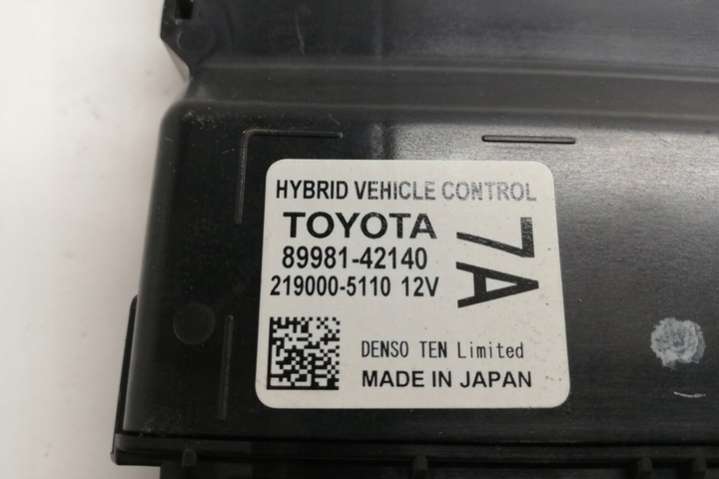 HYBRID VEHICLE CONTROL
TOYOTA
89981-42140
219000-5110 12V
7A
DENSO TEN Limited
MADE IN JAPAN